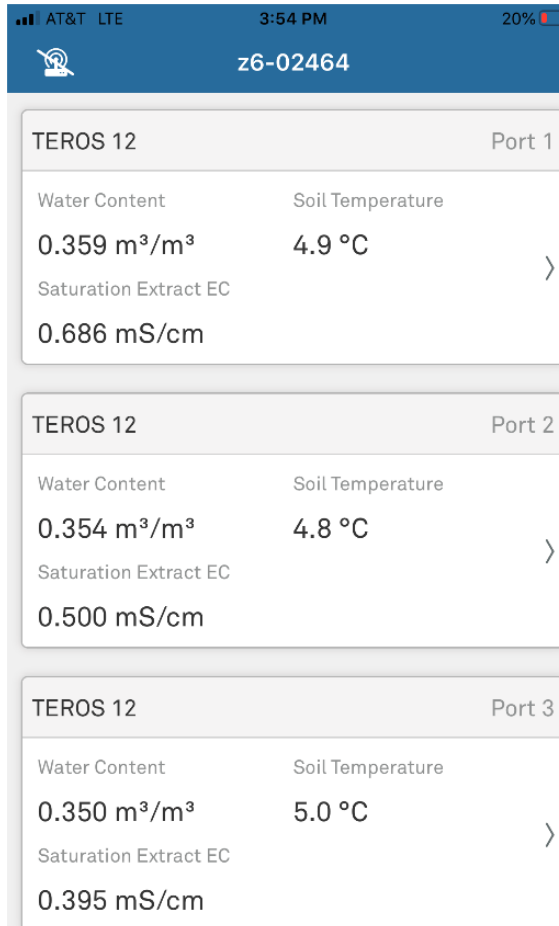 AT&T LTE 3:54 PM 20%
z6-02464
TEROS 12 Port 1
Water Content Soil Temperature
0.359 m³/m³ 4.9 °C
Saturation Extract EC
0.686 mS/cm
TEROS 12 Port 2
Water Content Soil Temperature
0.354 m³/m³ 4.8 °C
Saturation Extract EC
0.500 mS/cm
TEROS 12 Port 3
Water Content Soil Temperature
0.350 m³/m³ 5.0 °C
Saturation Extract EC
0.395 mS/cm